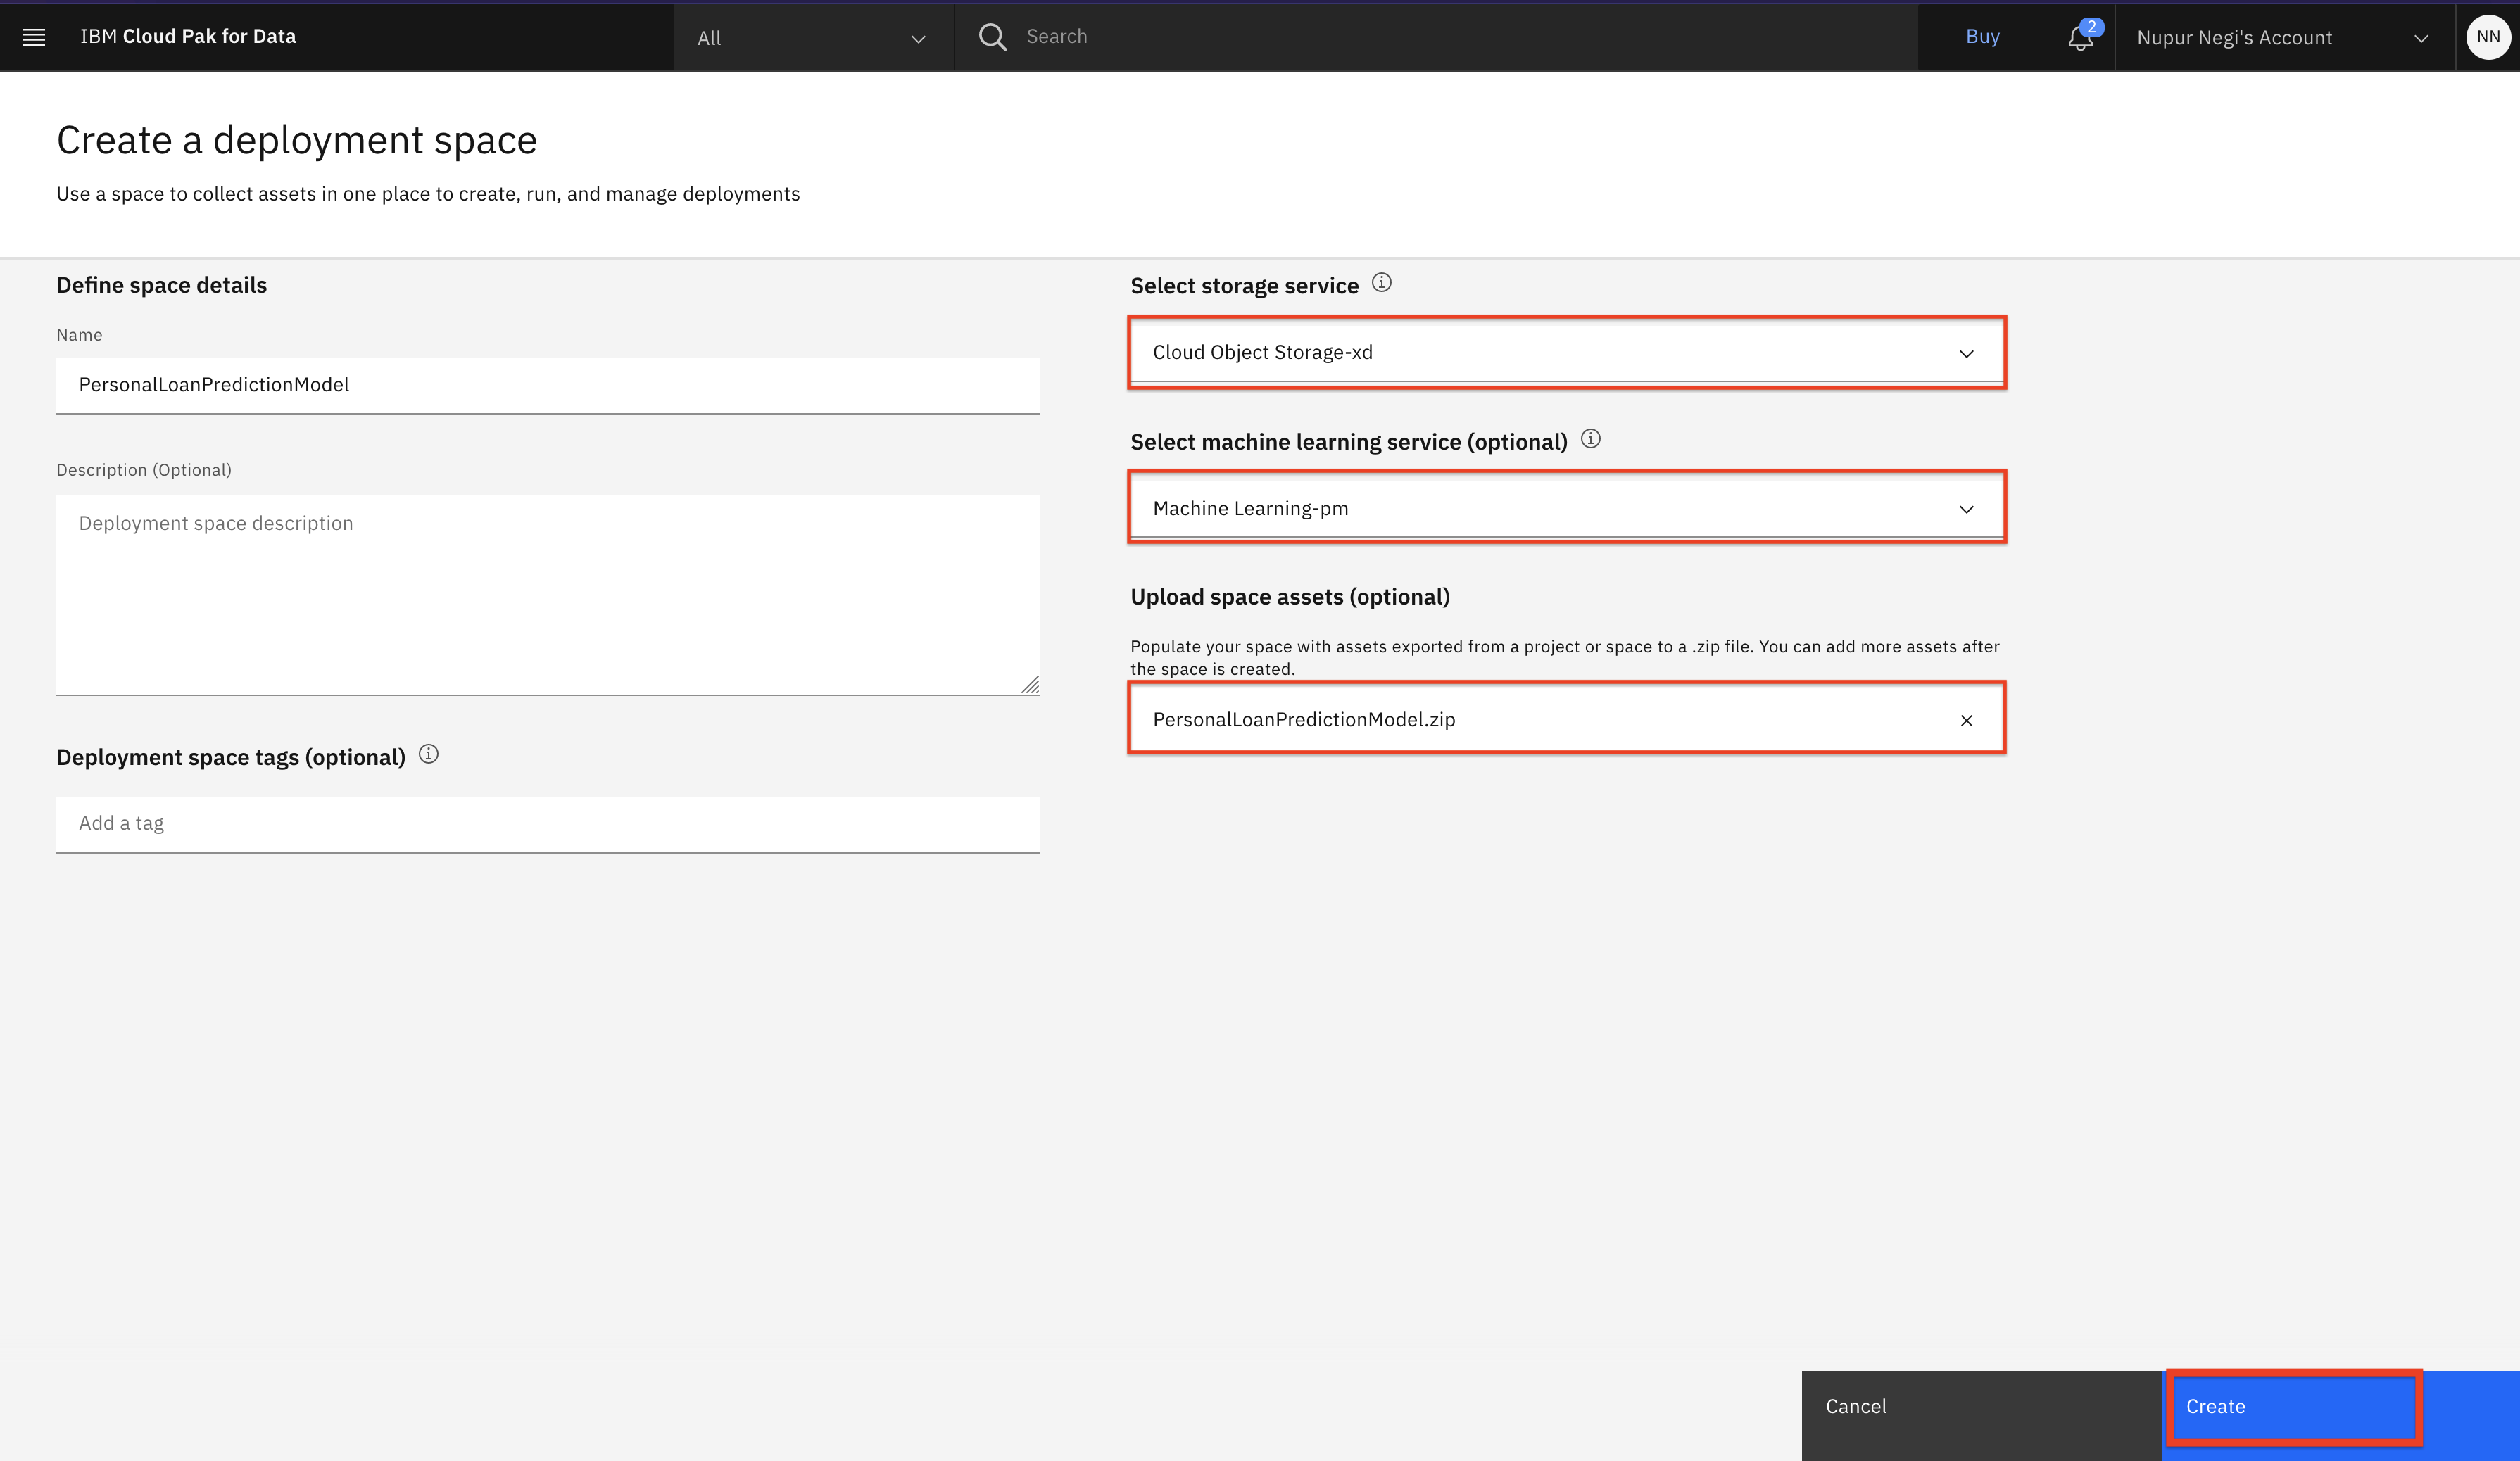 IBM Cloud Pak for Data
All
Search
Buy
2
Nupur Negi's Account
NN
Create a deployment space
Use a space to collect assets in one place to create, run, and manage deployments
Define space details
Name
PersonalLoanPredictionModel
Description (Optional)
Deployment space description
Deployment space tags (optional)
Add a tag
Select storage service
Cloud Object Storage-xd
Select machine learning service (optional)
Machine Learning-pm
Upload space assets (optional)
Populate your space with assets exported from a project or space to a .zip file. You can add more assets after
the space is created.
PersonalLoanPredictionModel.zip
Cancel
Create